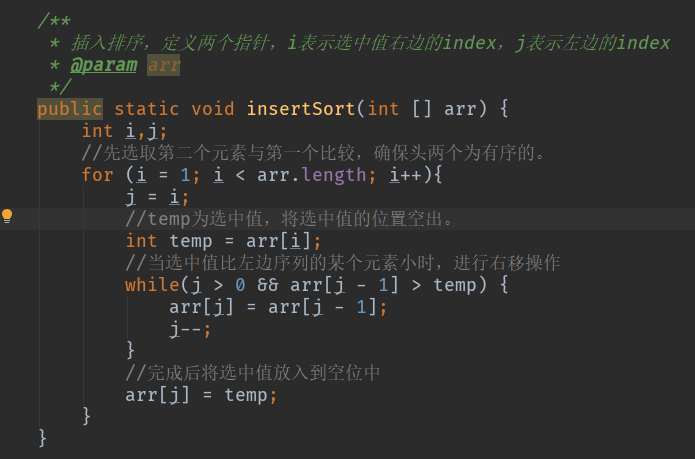 /**
 * 插入排序，定义两个指针，i表示选中值右边的index，j表示左边的index
 * @param arr
 */
public static void insertSort(int [] arr) {
    int i,j;
    //先选取第二个元素与第一个比较，确保头两个为有序的。
    for (i = 1; i < arr.length; i++){
        j = i;
        //temp为选中值，将选中值的位置空出。
        int temp = arr[i];
        //当选中值比左边序列的某个元素小时，进行右移操作
        while(j > 0 && arr[j - 1] > temp) {
            arr[j] = arr[j - 1];
            j--;
        }
        //完成后将选中值放入到空位中
        arr[j] = temp;
    }
}